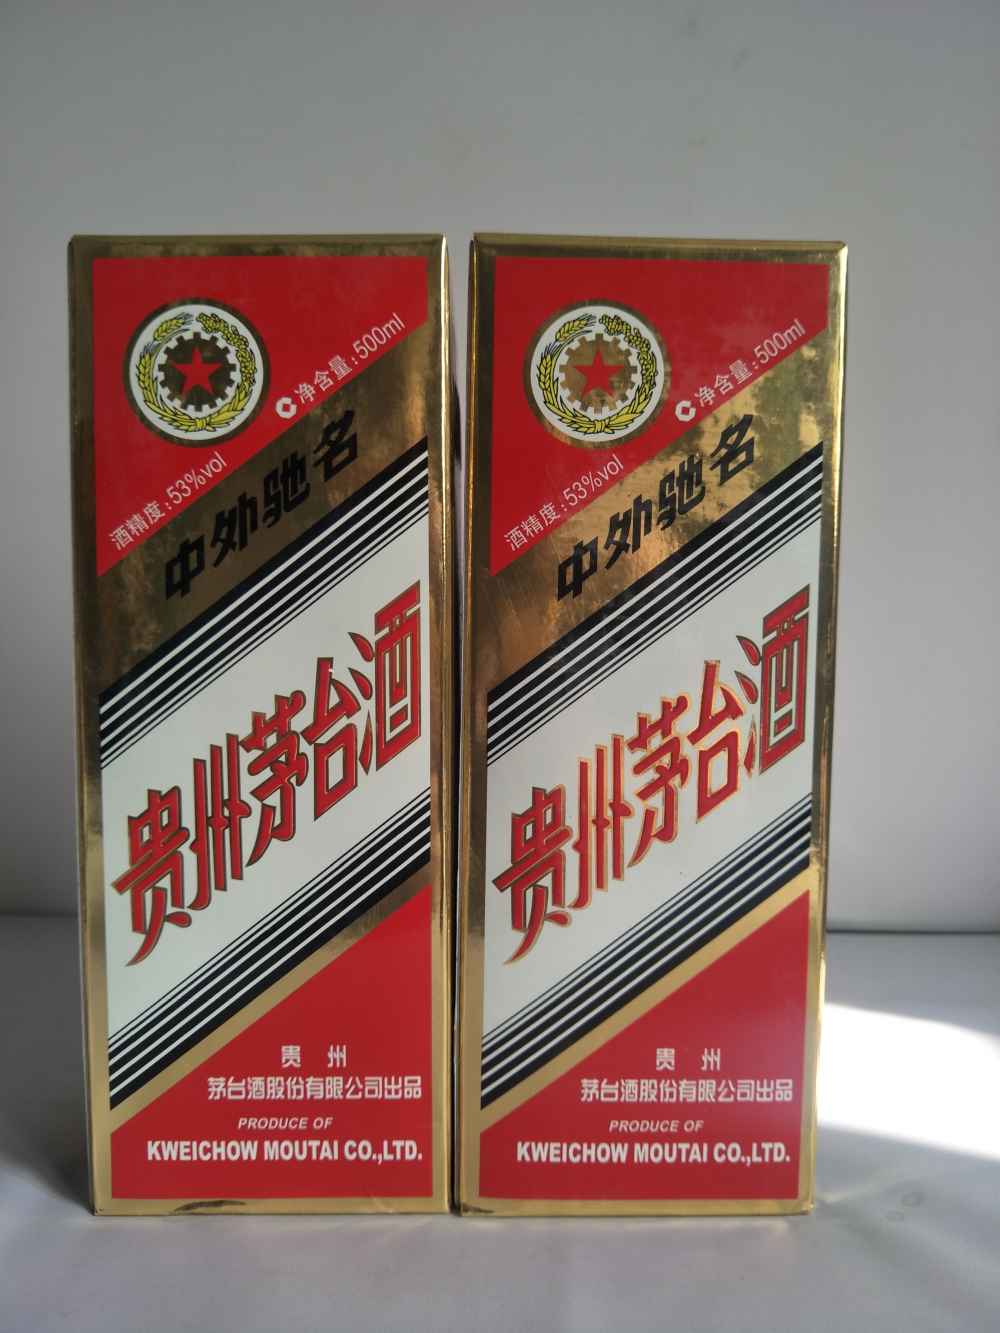 净含量:500ml
酒精度:53%vol
中外驰名
贵州茅台酒
贵州
茅台酒股份有限公司出品
PRODUCE OF
KWEICHOW MOUTAI CO.,LTD.
净含量:500ml
酒精度:53%vol
中外驰名
贵州茅台酒
贵州
茅台酒股份有限公司出品
PRODUCE OF
KWEICHOW MOUTAI CO.,LTD.